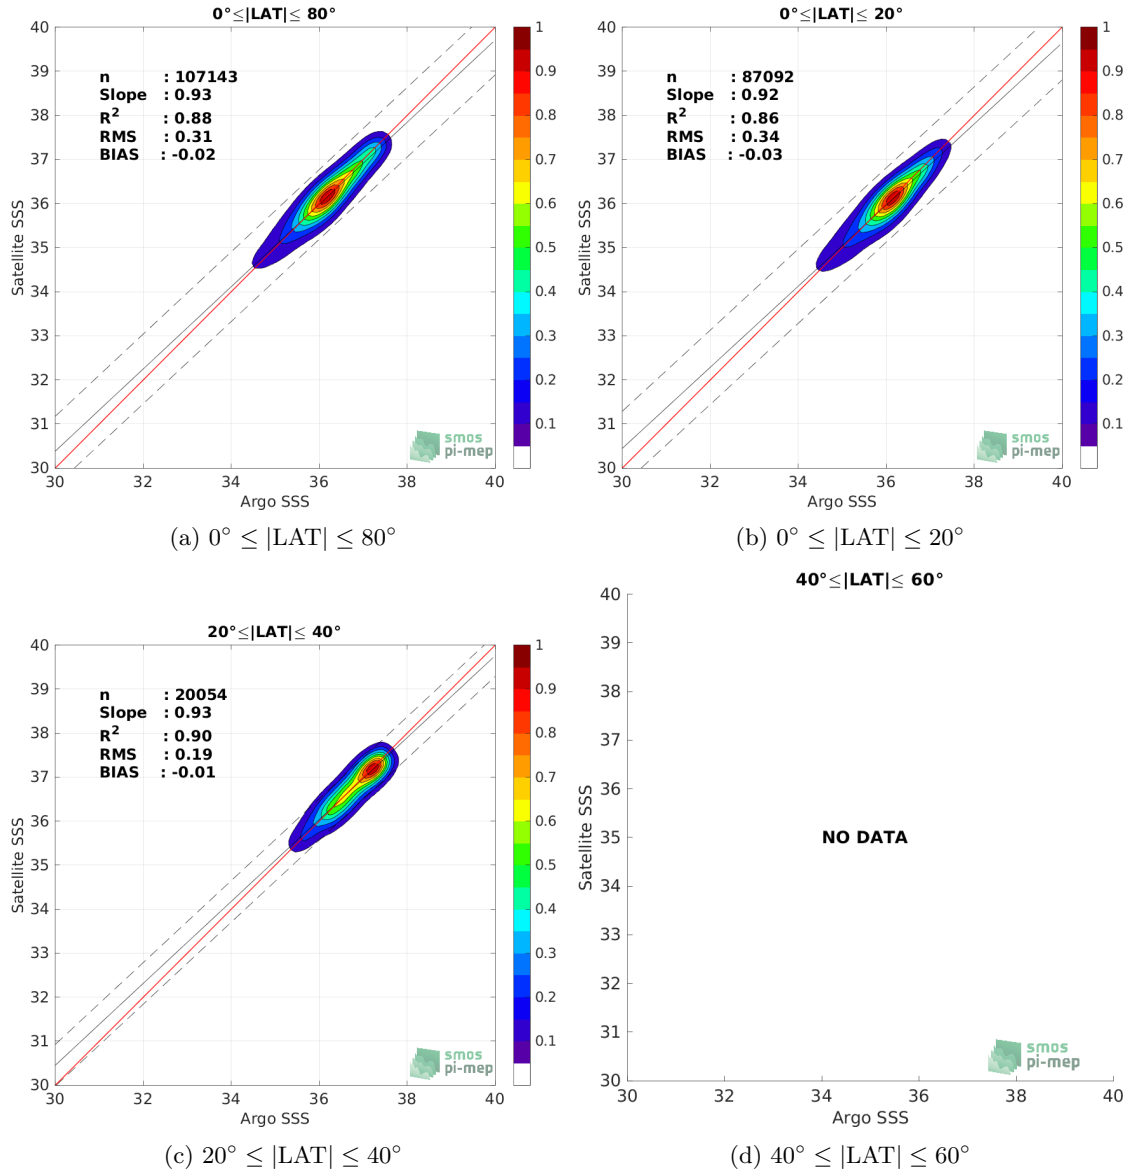 0°≤|LAT|≤ 80°
n : 107143
Slope : 0.93
R² : 0.88
RMS : 0.31
BIAS : -0.02
40
39
38
37
36
35
34
33
32
31
30
Satellite SSS
30 32 34 36 38 40
Argo SSS
1
0.9
0.8
0.7
0.6
0.5
0.4
0.3
0.2
0.1
smos
pi-mep
(a) 0° ≤ |LAT| ≤ 80°
0°≤|LAT|≤ 20°
n : 87092
Slope : 0.92
R² : 0.86
RMS : 0.34
BIAS : -0.03
40
39
38
37
36
35
34
33
32
31
30
Satellite SSS
30 32 34 36 38 40
Argo SSS
1
0.9
0.8
0.7
0.6
0.5
0.4
0.3
0.2
0.1
smos
pi-mep
(b) 0° ≤ |LAT| ≤ 20°
20°≤|LAT|≤ 40°
n : 20054
Slope : 0.93
R² : 0.90
RMS : 0.19
BIAS : -0.01
40
39
38
37
36
35
34
33
32
31
30
Satellite SSS
30 32 34 36 38 40
Argo SSS
1
0.9
0.8
0.7
0.6
0.5
0.4
0.3
0.2
0.1
smos
pi-mep
(c) 20° ≤ |LAT| ≤ 40°
40°≤|LAT|≤ 60°
40
39
38
37
36
35
34
33
32
31
30
Satellite SSS
NO DATA
30 32 34 36 38 40
Argo SSS
smos
pi-mep
(d) 40° ≤ |LAT| ≤ 60°